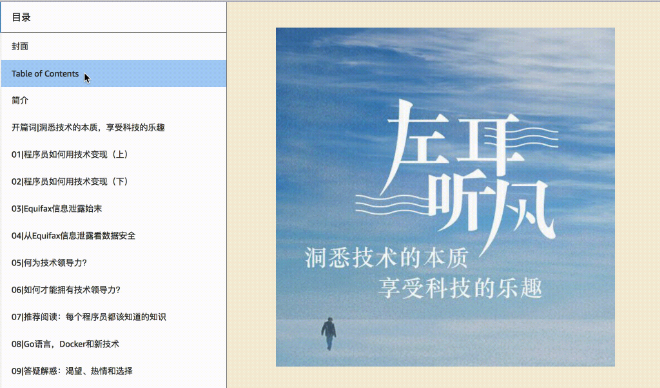 目录
封面
Table of Contents
简介
开篇词|洞悉技术的本质，享受科技的乐趣
01|程序员如何用技术变现（上）
02|程序员如何用技术变现（下）
03|Equifax信息泄露始末
04|从Equifax信息泄露看数据安全
05|何为技术领导力？
06|如何才能拥有技术领导力？
07|推荐阅读：每个程序员都该知道的知识
08|Go语言，Docker和新技术
09|答疑解惑：渴望、热情和选择
左耳
听风
洞悉技术的本质
享受科技的乐趣